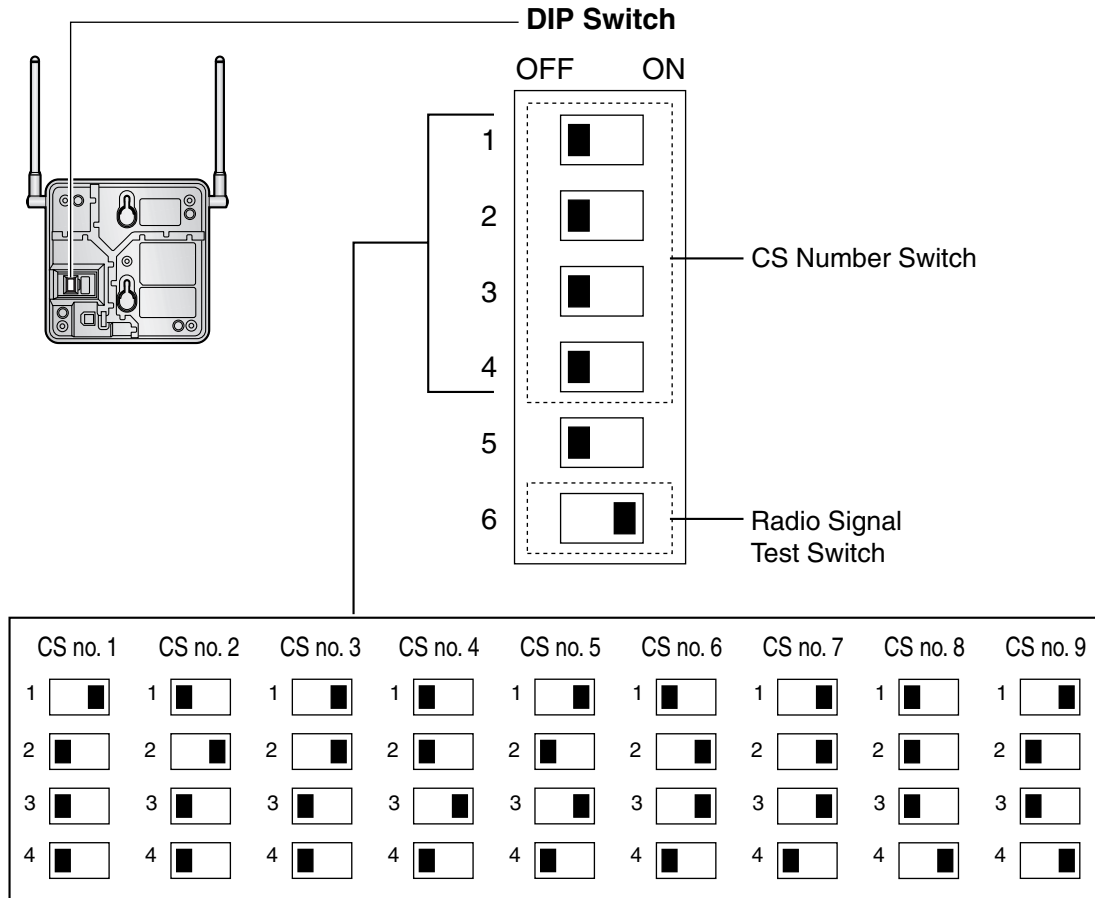 DIP Switch
OFF ON
1
2
3
4
5
6
CS Number Switch
Radio Signal
Test Switch
CS no. 1 CS no. 2 CS no. 3 CS no. 4 CS no. 5 CS no. 6 CS no. 7 CS no. 8 CS no. 9
1 1 1 1 1 1 1 1 1
2 2 2 2 2 2 2 2 2
3 3 3 3 3 3 3 3 3
4 4 4 4 4 4 4 4 4